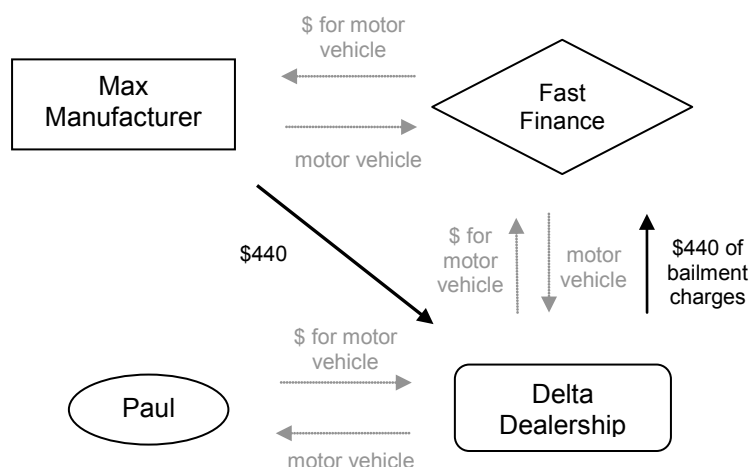 $ for motor
vehicle
Max
Manufacturer
Fast
Finance
motor vehicle
$440
$ for
motor
vehicle
motor
vehicle
$440 of
bailment
charges
$ for motor
vehicle
Paul
Delta
Dealership
motor vehicle